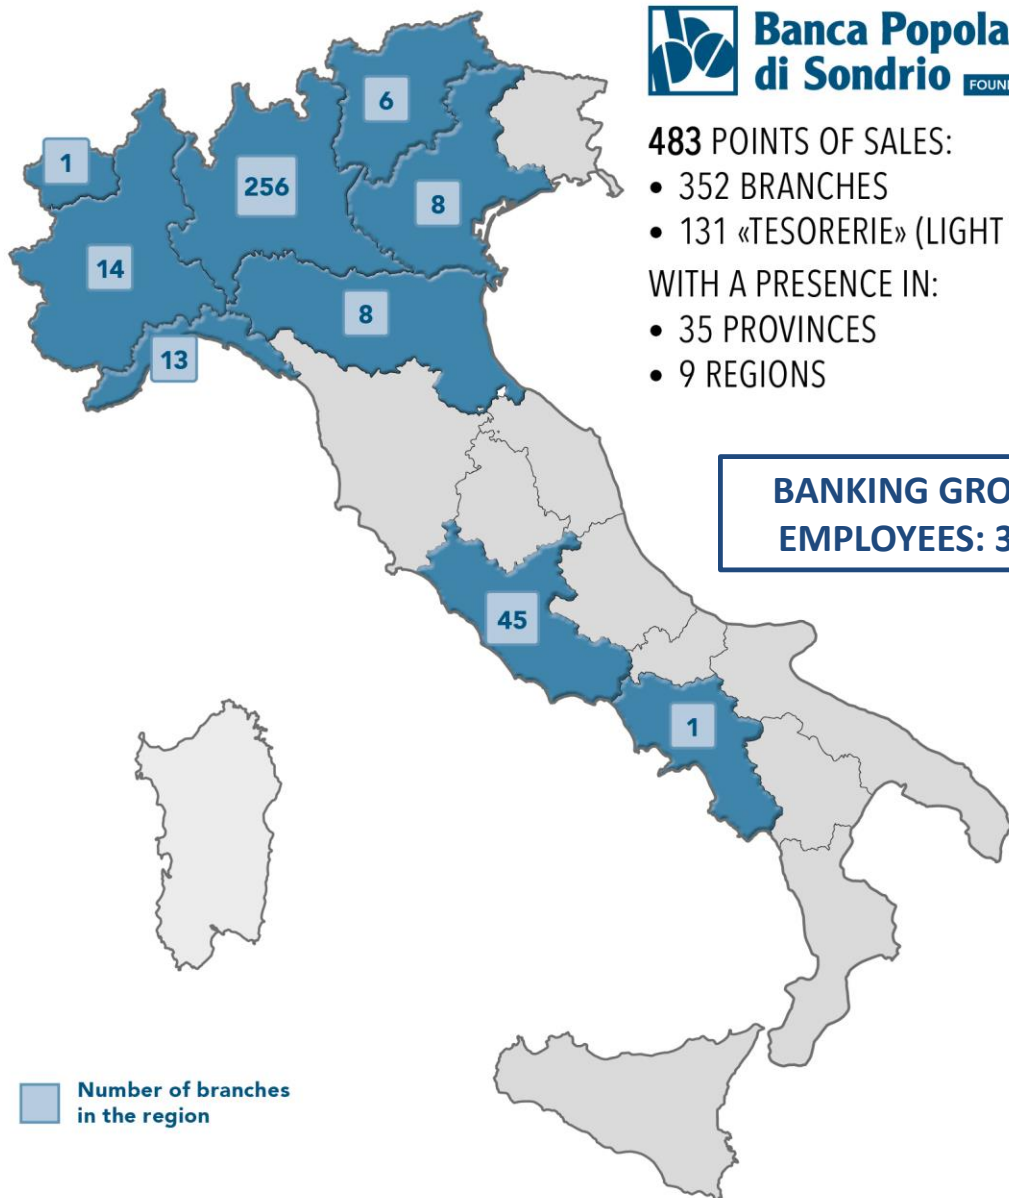 Banca Popola
di Sondrio FOUN
483 POINTS OF SALES:
• 352 BRANCHES
• 131 «TESORERIE» (LIGHT
WITH A PRESENCE IN:
• 35 PROVINCES
• 9 REGIONS
BANKING GRO
EMPLOYEES: 3
6
1
256
8
14
8
13
45
1
Number of branches
in the region